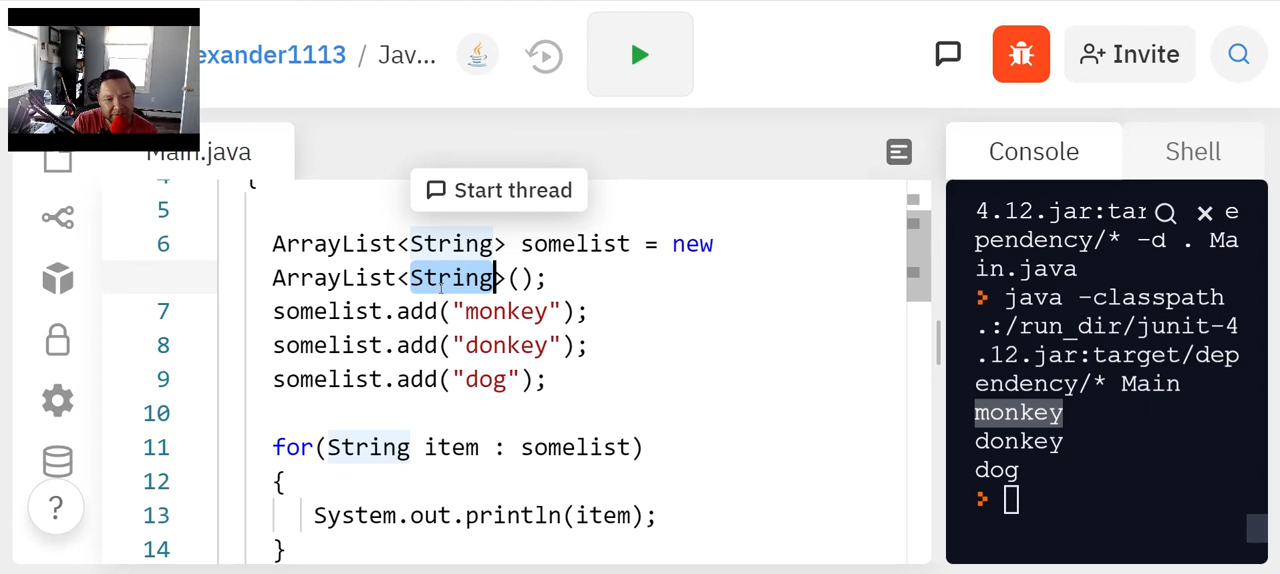 exander1113 / Jav...
Invite
Main.java
Console
Shell
Start thread
4
{
5
6 ArrayList<String> somelist = new
ArrayList<String>();
7 somelist.add("monkey");
8 somelist.add("donkey");
9 somelist.add("dog");
10
11 for(String item : somelist)
12 {
13 System.out.println(item);
14 }
?
4.12.jar:tar e
pendency/* -d . Ma
in.java
> java -classpath
.:/run_dir/junit-4
.12.jar:target/dep
endency/* Main
monkey
donkey
dog
>